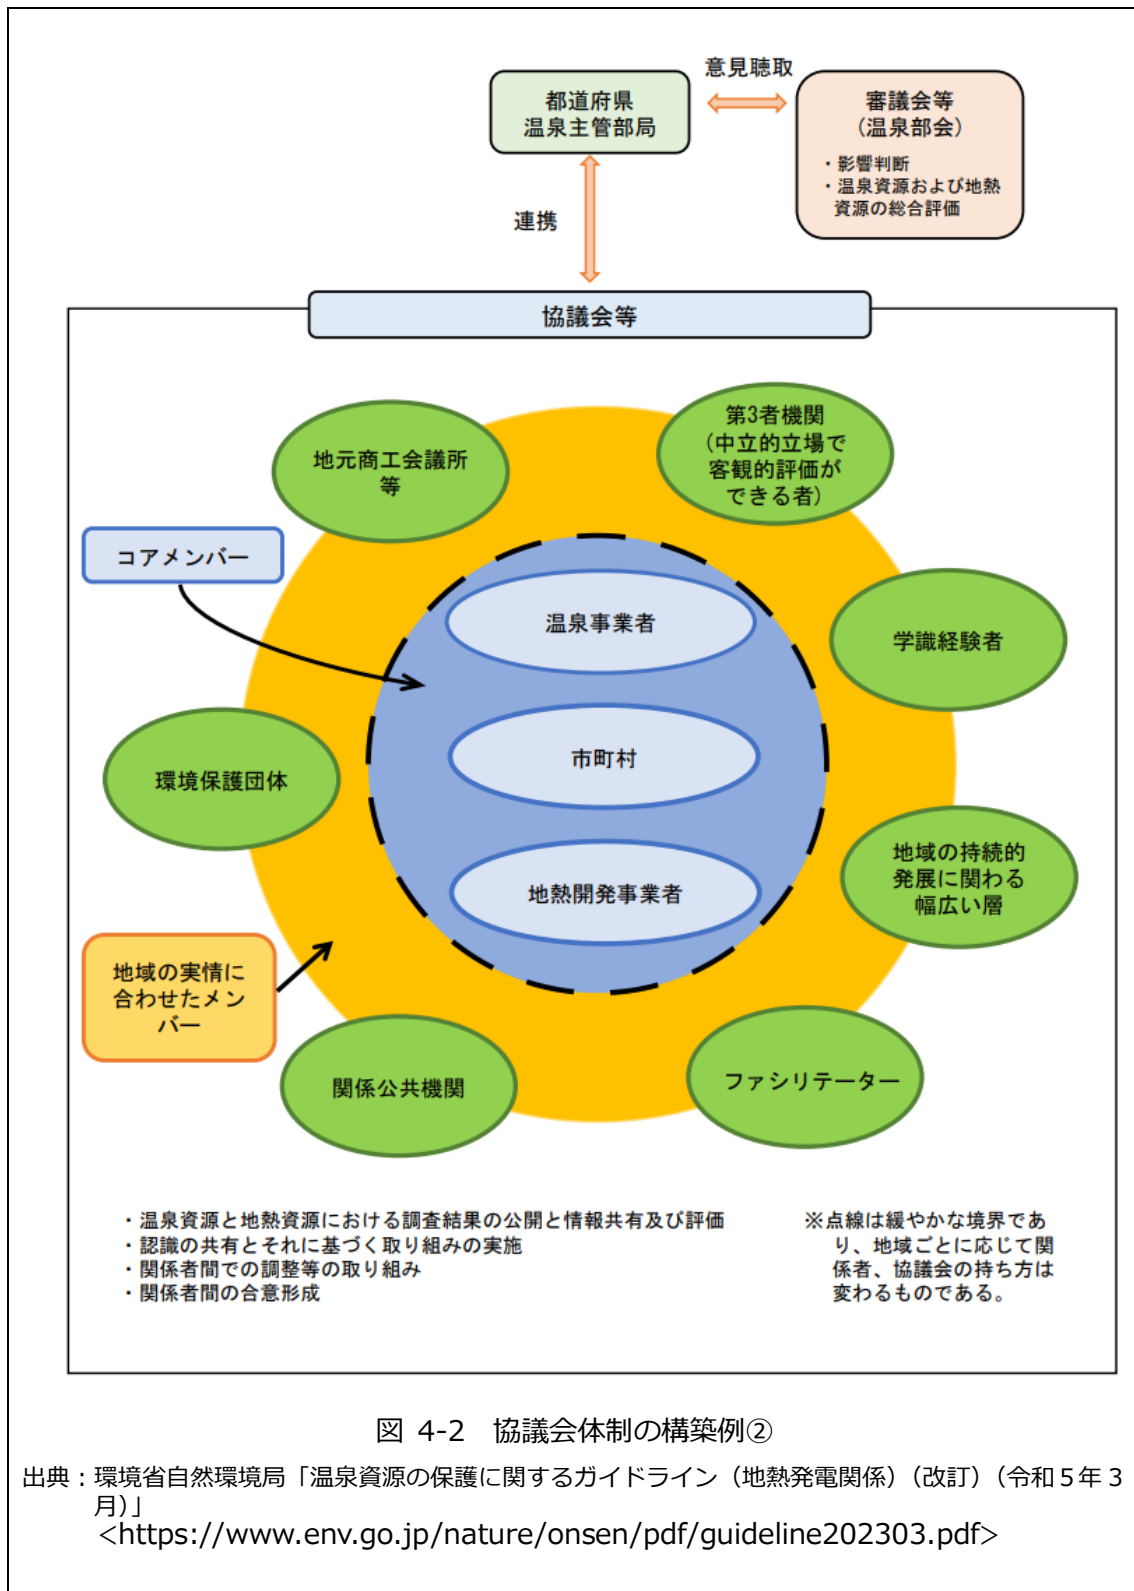 意見聴取
都道府県
温泉主管部局
審議会等
（温泉部会）
・影響判断
・温泉資源および地熱
資源の総合評価
連携
協議会等
地元商工会議所
等
第3者機関
（中立的立場で
客観的評価が
できる者）
コアメンバー
温泉事業者
学識経験者
市町村
環境保護団体
地熱開発事業者
地域の持続的
発展に関わる
幅広い層
地域の実情に
合わせたメン
バー
関係公共機関
ファシリテーター
・温泉資源と地熱資源における調査結果の公開と情報共有及び評価
・認識の共有とそれに基づく取り組みの実施
・関係者間での調整等の取り組み
・関係者間の合意形成
※点線は緩やかな境界であ
り、地域ごとに応じて関
係者、協議会の持ち方は
変わるものである。
図 4-2　協議会体制の構築例②
出典：環境省自然環境局「温泉資源の保護に関するガイドライン（地熱発電関係）（改訂）（令和５年３
月）」
<https://www.env.go.jp/nature/onsen/pdf/guideline202303.pdf>